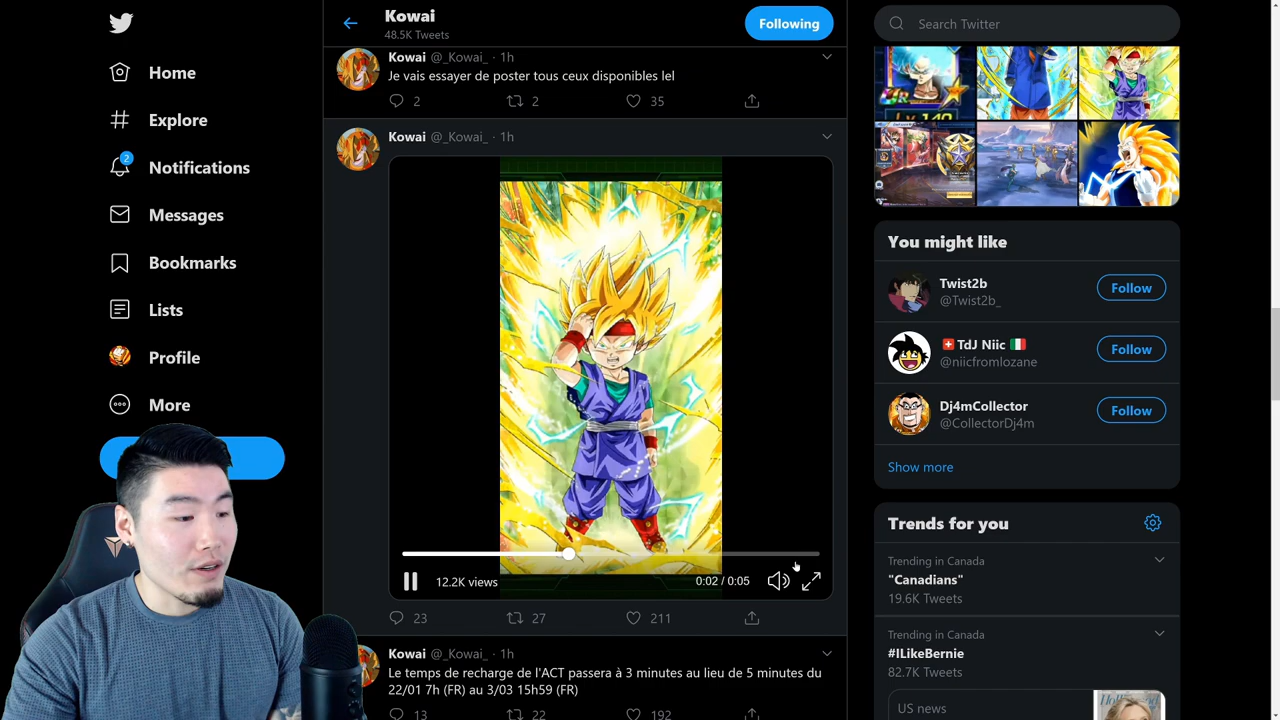 Kowai
48.5K Tweets
Following
Search Twitter
Home
Explore
2
Notifications
Messages
Bookmarks
Lists
Profile
More
Kowai @_Kowai_ · 1h
Je vais essayer de poster tous ceux disponibles lel
2
2
35
Kowai @_Kowai_ · 1h
12.2K views
0:02 / 0:05
23
27
211
Kowai @_Kowai_ · 1h
Le temps de recharge de l'ACT passera à 3 minutes au lieu de 5 minutes du
22/01 7h (FR) au 3/03 15h59 (FR)
13
22
192
Lv.140
You might like
Twist2b
@Twist2b_
Follow
TdJ Niic
@niicfromlozane
Follow
Dj4mCollector
@CollectorDj4m
Follow
Show more
Trends for you
Trending in Canada
"Canadians"
19.6K Tweets
Trending in Canada
#ILikeBernie
82.7K Tweets
US news